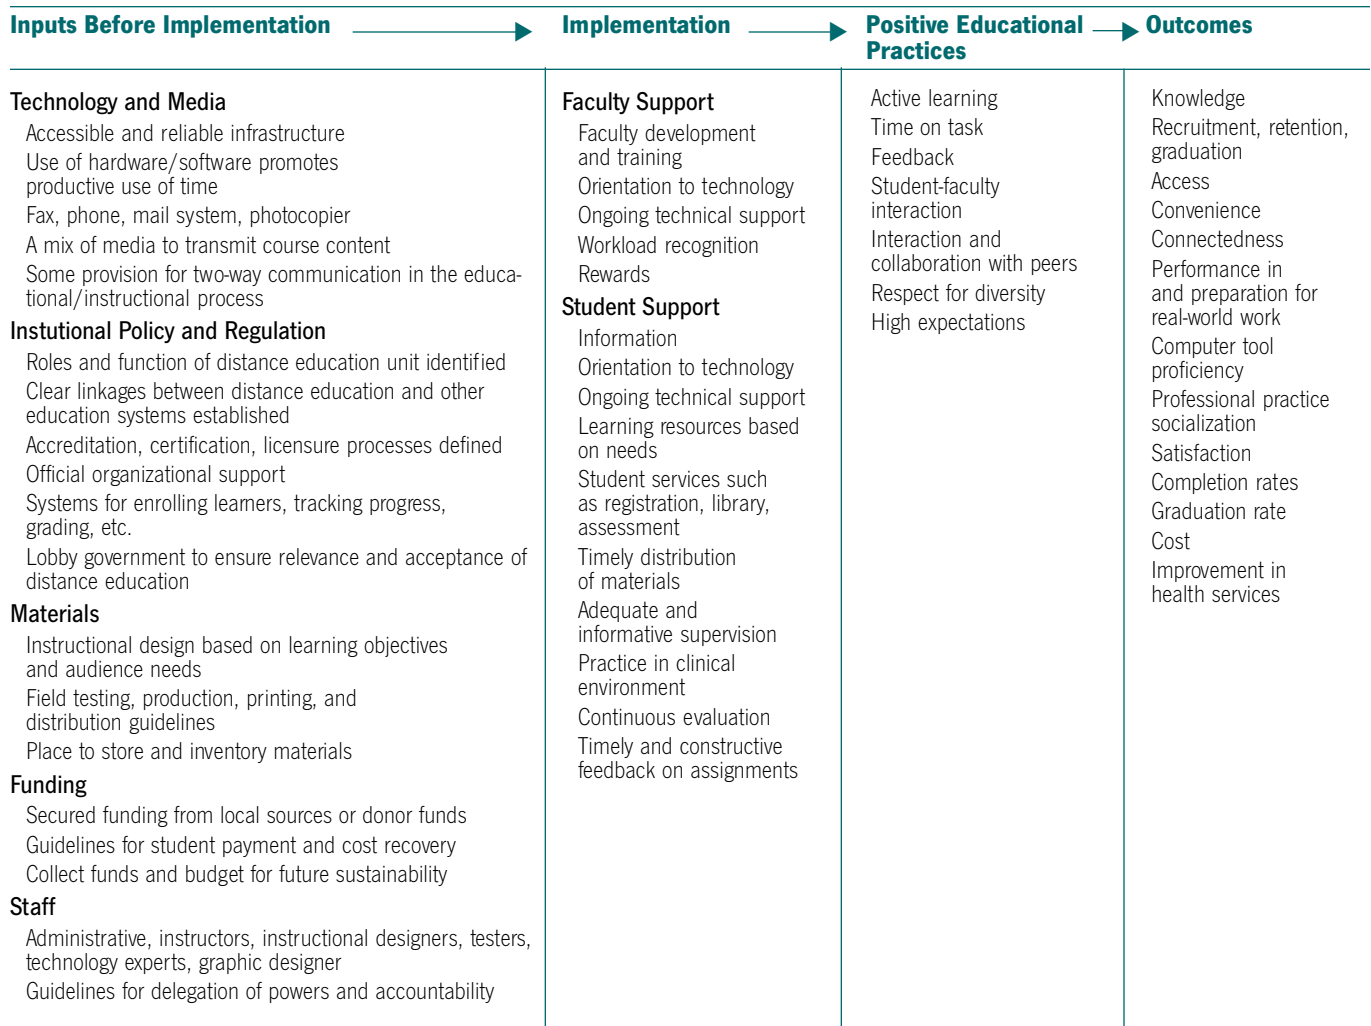 Inputs Before Implementation
Implementation
Positive Educational
Practices
Outcomes
Technology and Media
Accessible and reliable infrastructure
Use of hardware/software promotes
productive use of time
Fax, phone, mail system, photocopier
A mix of media to transmit course content
Some provision for two-way communication in the educa-
tional/instructional process
Instutional Policy and Regulation
Roles and function of distance education unit identified
Clear linkages between distance education and other
education systems established
Accreditation, certification, licensure processes defined
Official organizational support
Systems for enrolling learners, tracking progress,
grading, etc.
Lobby government to ensure relevance and acceptance of
distance education
Materials
Instructional design based on learning objectives
and audience needs
Field testing, production, printing, and
distribution guidelines
Place to store and inventory materials
Funding
Secured funding from local sources or donor funds
Guidelines for student payment and cost recovery
Collect funds and budget for future sustainability
Staff
Administrative, instructors, instructional designers, testers,
technology experts, graphic designer
Guidelines for delegation of powers and accountability
Faculty Support
Faculty development
and training
Orientation to technology
Ongoing technical support
Workload recognition
Rewards
Student Support
Information
Orientation to technology
Ongoing technical support
Learning resources based
on needs
Student services such
as registration, library,
assessment
Timely distribution
of materials
Adequate and
informative supervision
Practice in clinical
environment
Continuous evaluation
Timely and constructive
feedback on assignments
Active learning
Time on task
Feedback
Student-faculty
interaction
Interaction and
collaboration with peers
Respect for diversity
High expectations
Knowledge
Recruitment, retention,
graduation
Access
Convenience
Connectedness
Performance in
and preparation for
real-world work
Computer tool
proficiency
Professional practice
socialization
Satisfaction
Completion rates
Graduation rate
Cost
Improvement in
health services